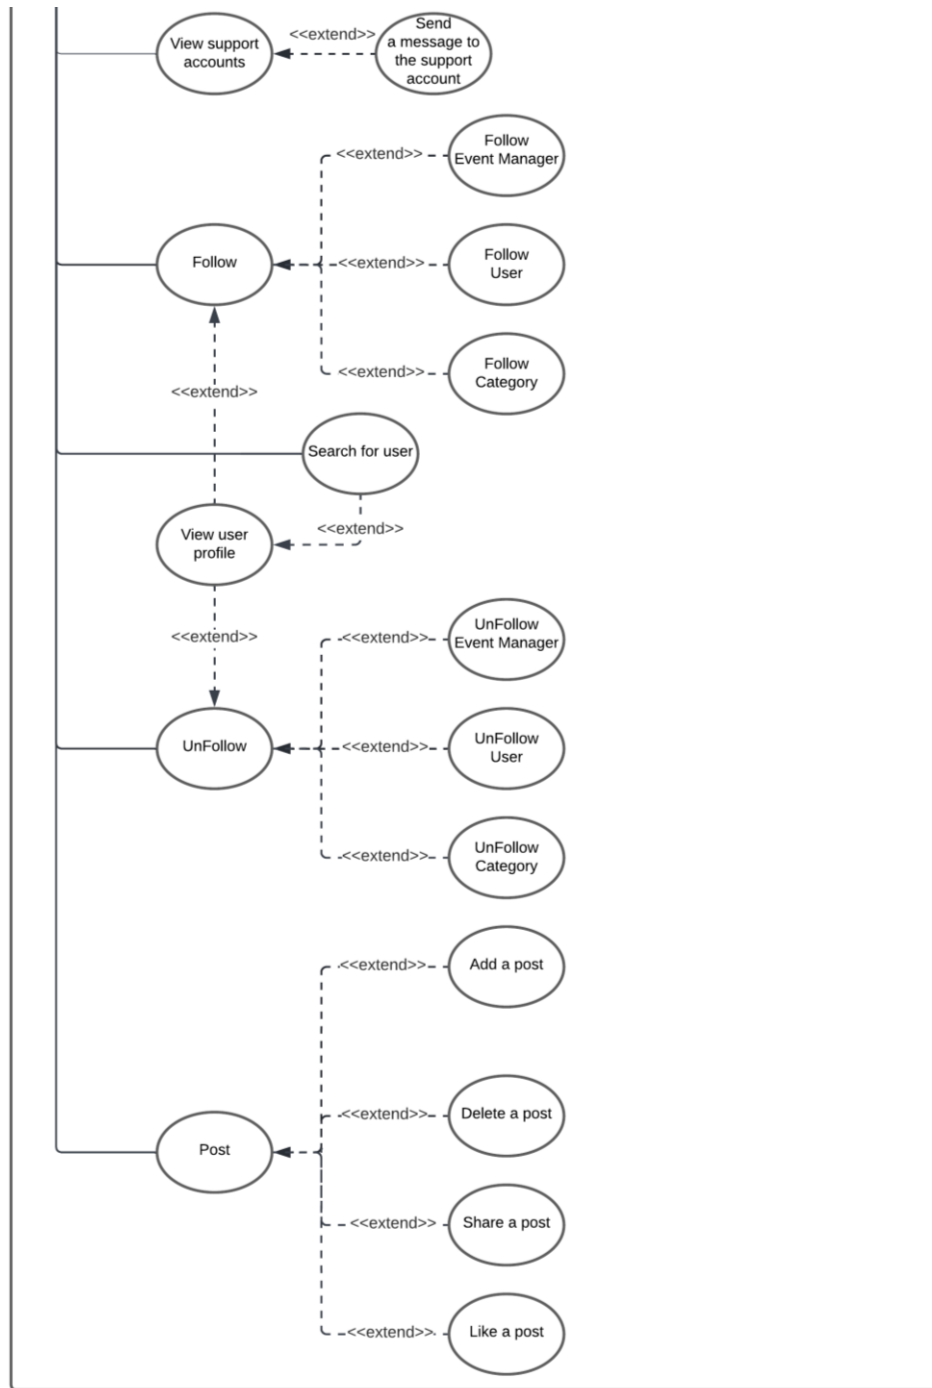 View support
accounts
<<extend>>
Send
a message to
the support
account
<<extend>>
Follow
Event Manager
Follow
<<extend>>
Follow
User
<<extend>>
Follow
Category
<<extend>>
Search for user
<<extend>>
View user
profile
<<extend>>
<<extend>>
UnFollow
Event Manager
UnFollow
<<extend>>
UnFollow
User
<<extend>>
UnFollow
Category
<<extend>>
Add a post
<<extend>>
Delete a post
Post
<<extend>>
Share a post
<<extend>>
Like a post